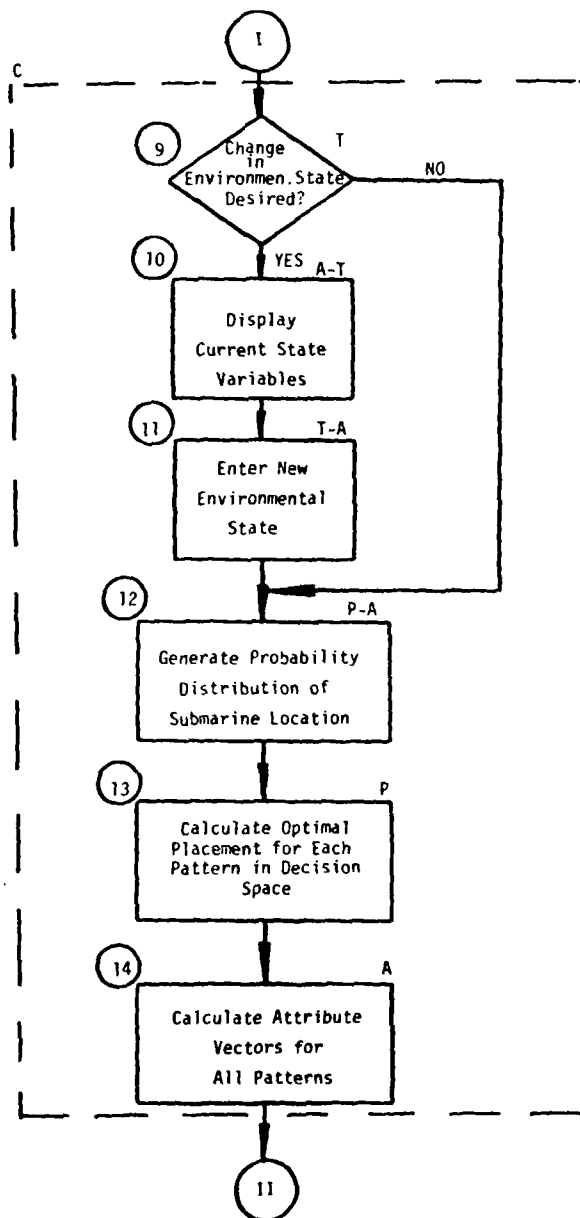 I
C
9
T
Change
in
Environmen.State
Desired?
NO
10
YES
A-T
Display
Current State
Variables
11
T-A
Enter New
Environmental
State
12
P-A
Generate Probability
Distribution of
Submarine Location
13
P
Calculate Optimal
Placement for Each
Pattern in Decision
Space
14
A
Calculate Attribute
Vectors for
All Patterns
II